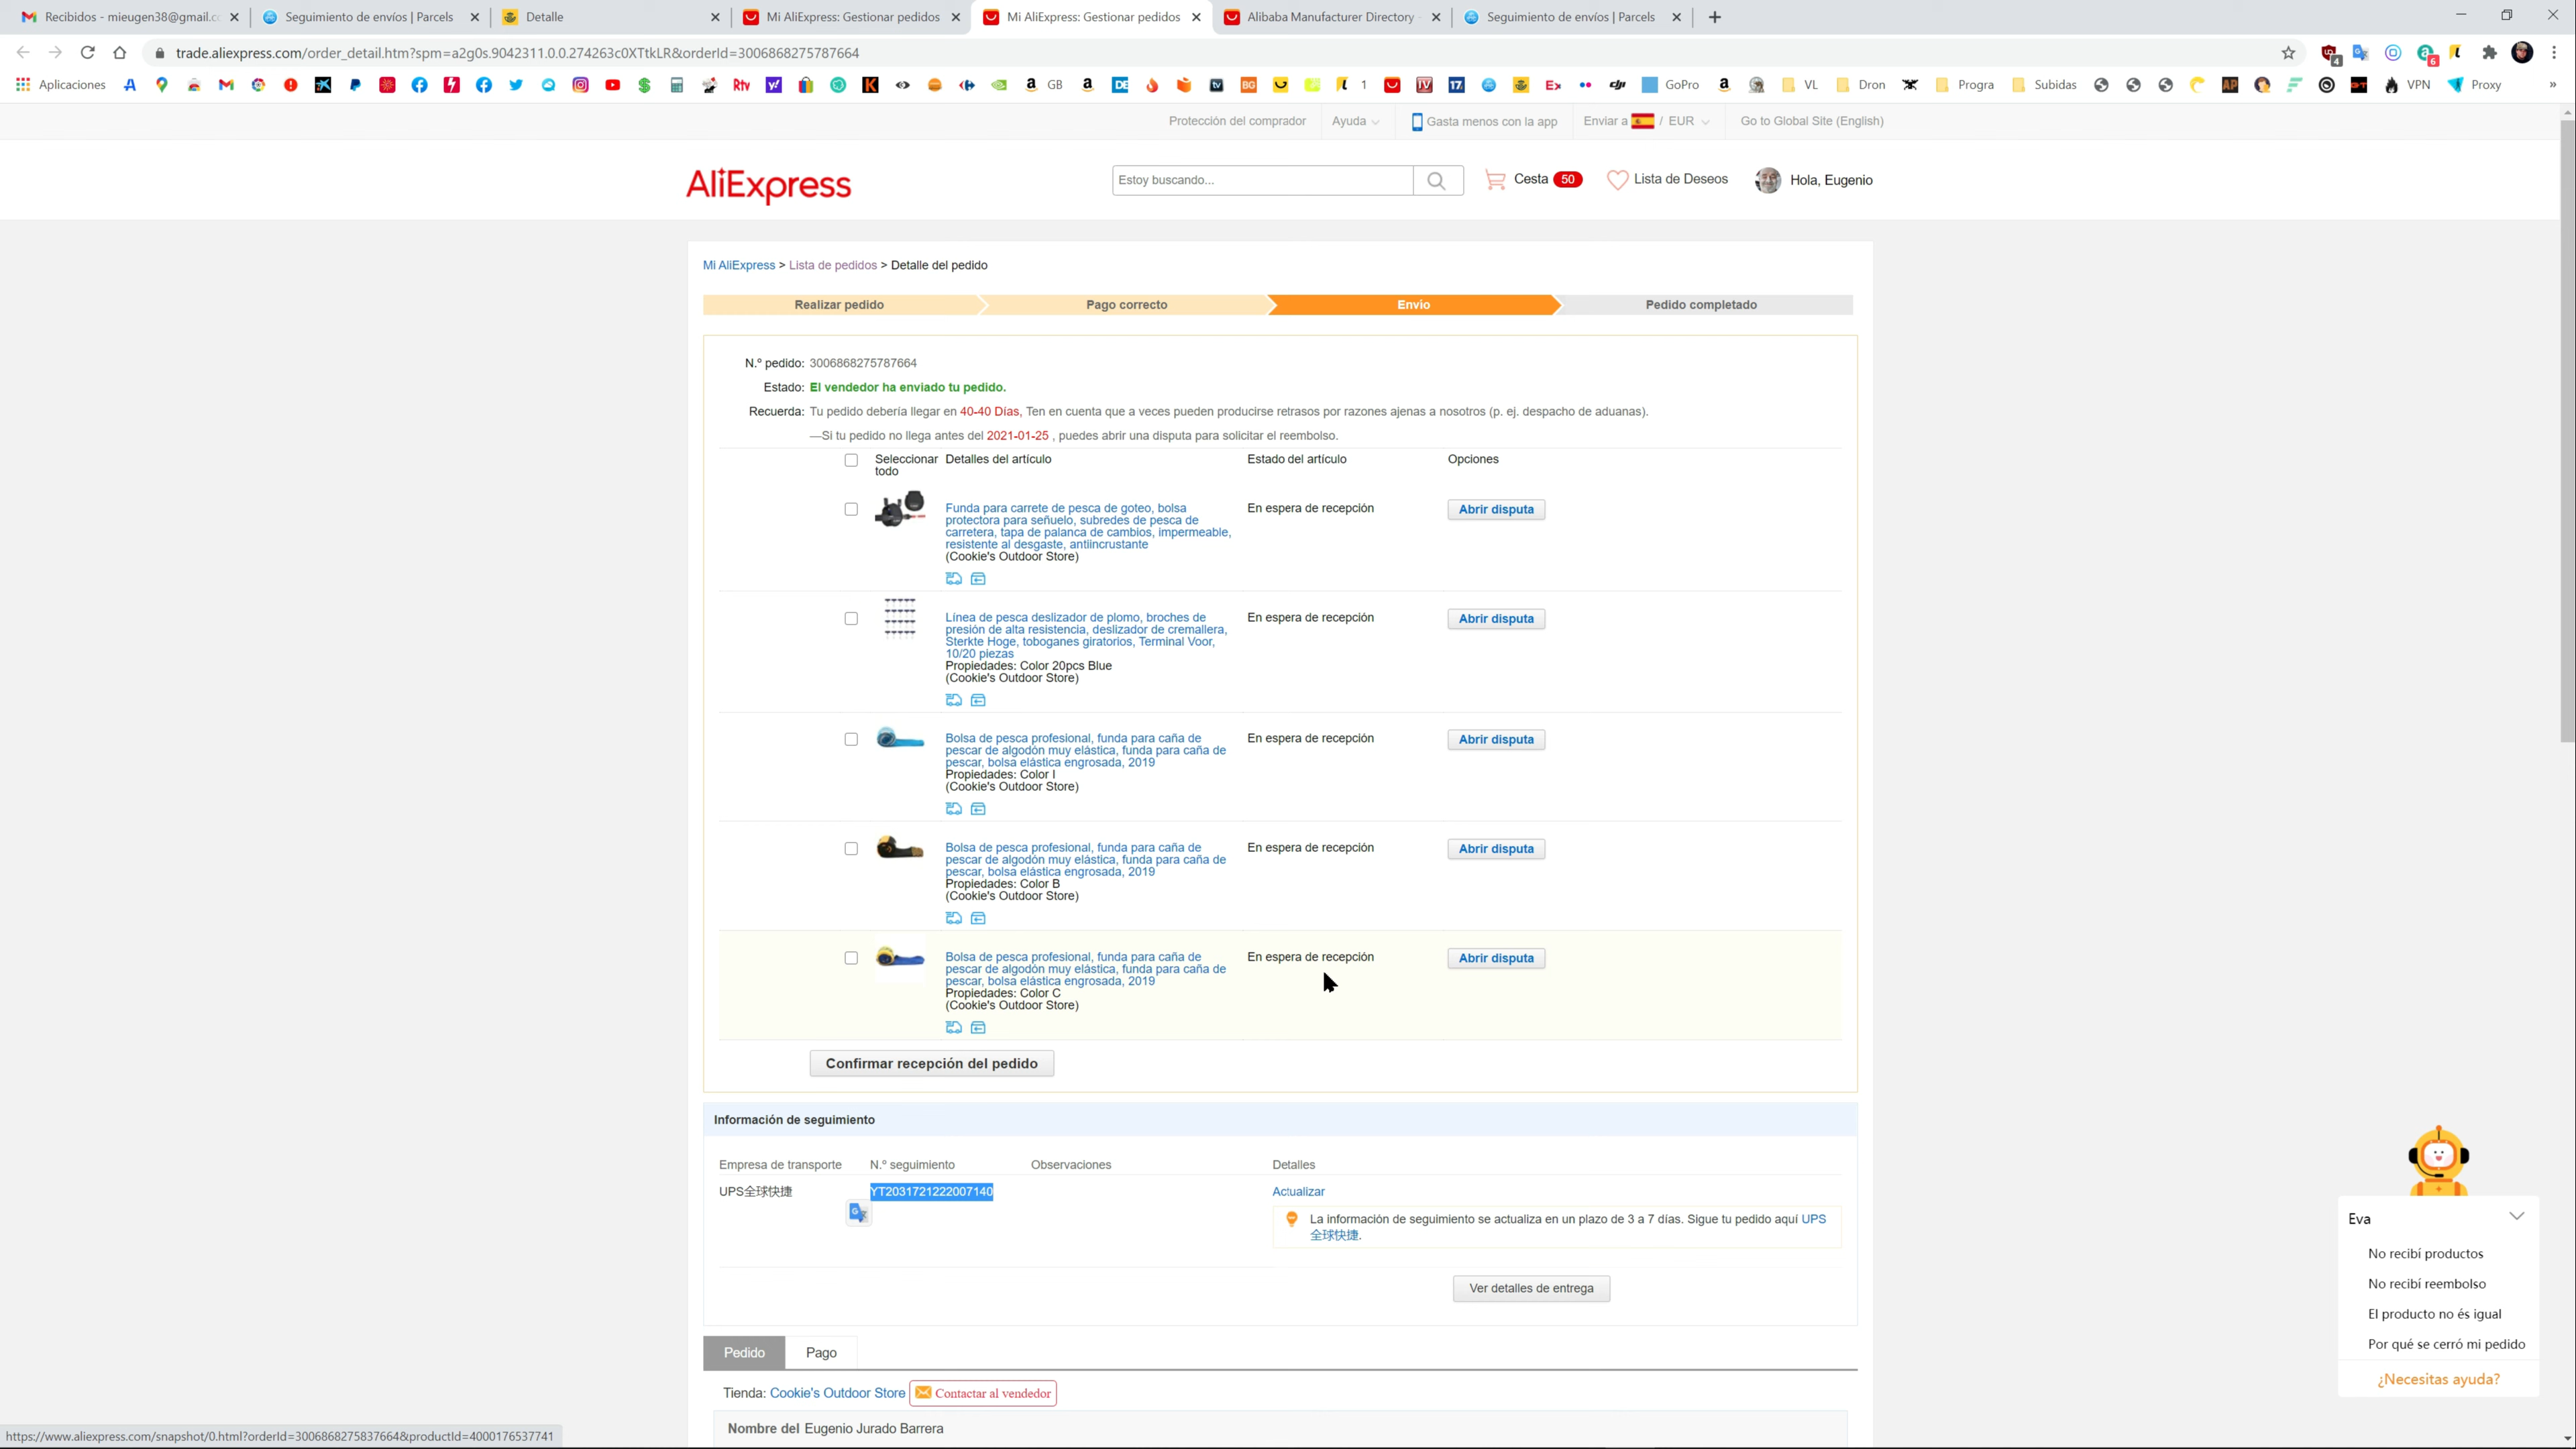 Recibidos - mieugen38@gmail.c
Seguimiento de envíos | Parcels
Detalle
Mi AliExpress: Gestionar pedidos
Mi AliExpress: Gestionar pedidos
Alibaba Manufacturer Directory
Seguimiento de envíos | Parcels
trade.aliexpress.com/order_detail.htm?spm=a2g0s.9042311.0.0.274263c0XTtkLR&orderId=3006868275787664
Aplicaciones
GB
GoPro
VL
Dron
Progra
Subidas
VPN
Proxy
Protección del comprador
Ayuda
Gasta menos con la app
Enviar a / EUR
Go to Global Site (English)
AliExpress
Estoy buscando...
Cesta 50
Lista de Deseos
Hola, Eugenio
Mi AliExpress > Lista de pedidos > Detalle del pedido
Realizar pedido
Pago correcto
Envío
Pedido completado
N.º pedido: 3006868275787664
Estado: El vendedor ha enviado tu pedido.
Recuerda: Tu pedido debería llegar en 40-40 Días, Ten en cuenta que a veces pueden producirse retrasos por razones ajenas a nosotros (p. ej. despacho de aduanas).
—Si tu pedido no llega antes del 2021-01-25 , puedes abrir una disputa para solicitar el reembolso.
Seleccionar todo
Detalles del artículo
Estado del artículo
Opciones
Funda para carrete de pesca de goteo, bolsa
protectora para señuelo, subredes de pesca de
carretera, tapa de palanca de cambios, impermeable,
resistente al desgaste, antiincrustante
(Cookie's Outdoor Store)
En espera de recepción
Abrir disputa
Línea de pesca deslizador de plomo, broches de
presión de alta resistencia, deslizador de cremallera,
Sterkte Hoge, toboganes giratorios, Terminal Voor,
10/20 piezas
Propiedades: Color 20pcs Blue
(Cookie's Outdoor Store)
En espera de recepción
Abrir disputa
Bolsa de pesca profesional, funda para caña de
pescar de algodón muy elástica, funda para caña de
pescar, bolsa elástica engrosada, 2019
Propiedades: Color I
(Cookie's Outdoor Store)
En espera de recepción
Abrir disputa
Bolsa de pesca profesional, funda para caña de
pescar de algodón muy elástica, funda para caña de
pescar, bolsa elástica engrosada, 2019
Propiedades: Color B
(Cookie's Outdoor Store)
En espera de recepción
Abrir disputa
Bolsa de pesca profesional, funda para caña de
pescar de algodón muy elástica, funda para caña de
pescar, bolsa elástica engrosada, 2019
Propiedades: Color C
(Cookie's Outdoor Store)
En espera de recepción
Abrir disputa
Confirmar recepción del pedido
Información de seguimiento
Empresa de transporte
N.º seguimiento
Observaciones
Detalles
UPS全球快捷
YT2031721222007140
Actualizar
La información de seguimiento se actualiza en un plazo de 3 a 7 días. Sigue tu pedido aquí UPS
全球快捷.
Ver detalles de entrega
Pedido
Pago
Tienda: Cookie's Outdoor Store
Contactar al vendedor
Nombre del Eugenio Jurado Barrera
Eva
No recibí productos
No recibí reembolso
El producto no és igual
Por qué se cerró mi pedido
¿Necesitas ayuda?
https://www.aliexpress.com/snapshot/0.html?orderId=3006868275837664&productId=4000176537741